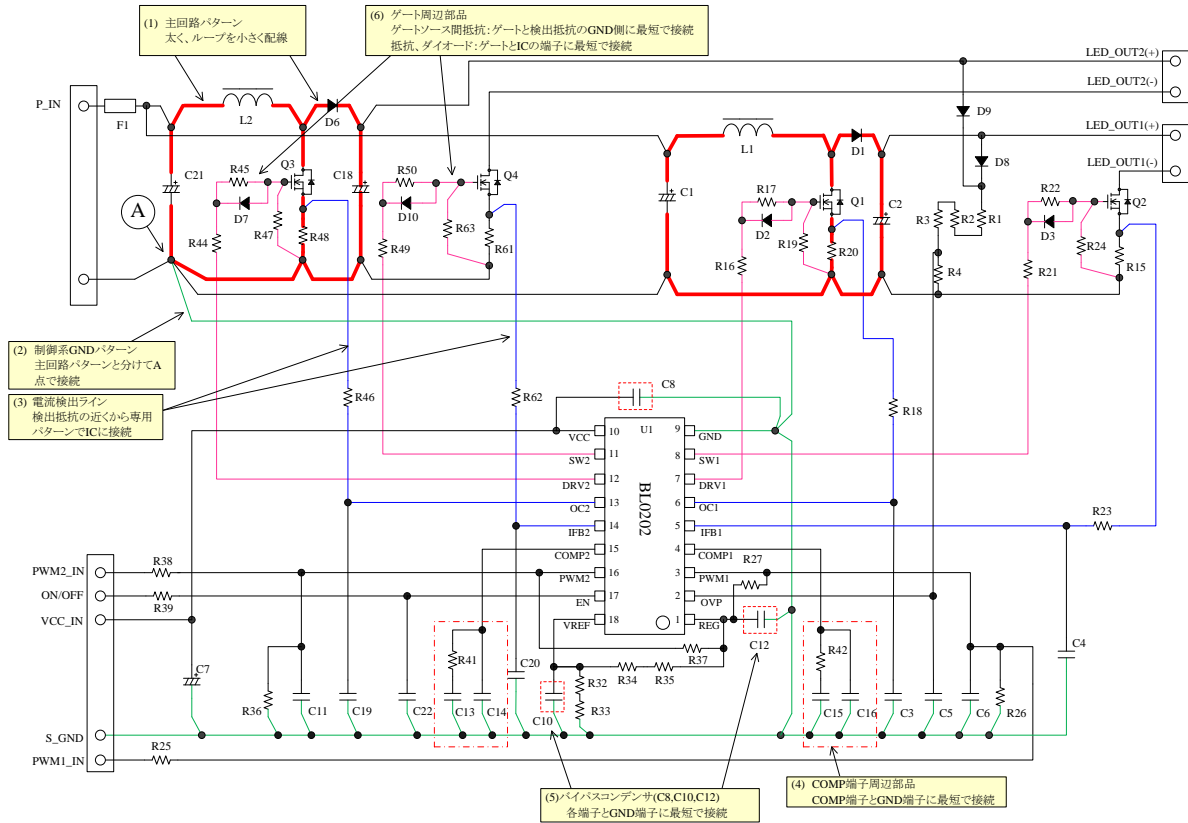 (1) 主回路パターン
太く、ループを小さく配線
(6) ゲート周辺部品
ゲートソース間抵抗：ゲートと検出抵抗のGND側に最短で接続
抵抗、ダイオード：ゲートとICの端子に最短で接続
LED_OUT2(+)
LED_OUT2(-)
P_IN
F1
L2
D6
D9
LED_OUT1(+)
L1
D1
D8
LED_OUT1(-)
C21
R45
Q3
C18
R50
Q4
C1
R17
Q1
C2
R22
Q2
A
D7
R47
R48
D10
R63
R61
D2
R19
R20
R3
R2
R1
D3
R24
R15
R44
R49
R16
R4
R21
(2) 制御系GNDパターン
主回路パターンと分けてA
点で接続
(3) 電流検出ライン
検出抵抗の近くから専用
パターンでICに接続
R46
R62
C8
R18
U1
BL0202
10
VCC
11
SW2
12
DRV2
13
OC2
14
IFB2
15
COMP2
16
PWM2
17
EN
18
VREF
9
GND
8
SW1
7
DRV1
6
OC1
5
IFB1
4
COMP1
3
PWM1
2
OVP
1
REG
R23
R27
PWM2_IN
R38
ON/OFF
R39
VCC_IN
C7
R36
C11
C19
C22
R41
C13
C14
C20
C10
R32
R33
R34
R35
R37
C12
R42
C15
C16
C3
C5
C6
R26
C4
S_GND
PWM1_IN
R25
(5)バイパスコンデンサ(C8,C10,C12)
各端子とGND端子に最短で接続
(4) COMP端子周辺部品
COMP端子とGND端子に最短で接続